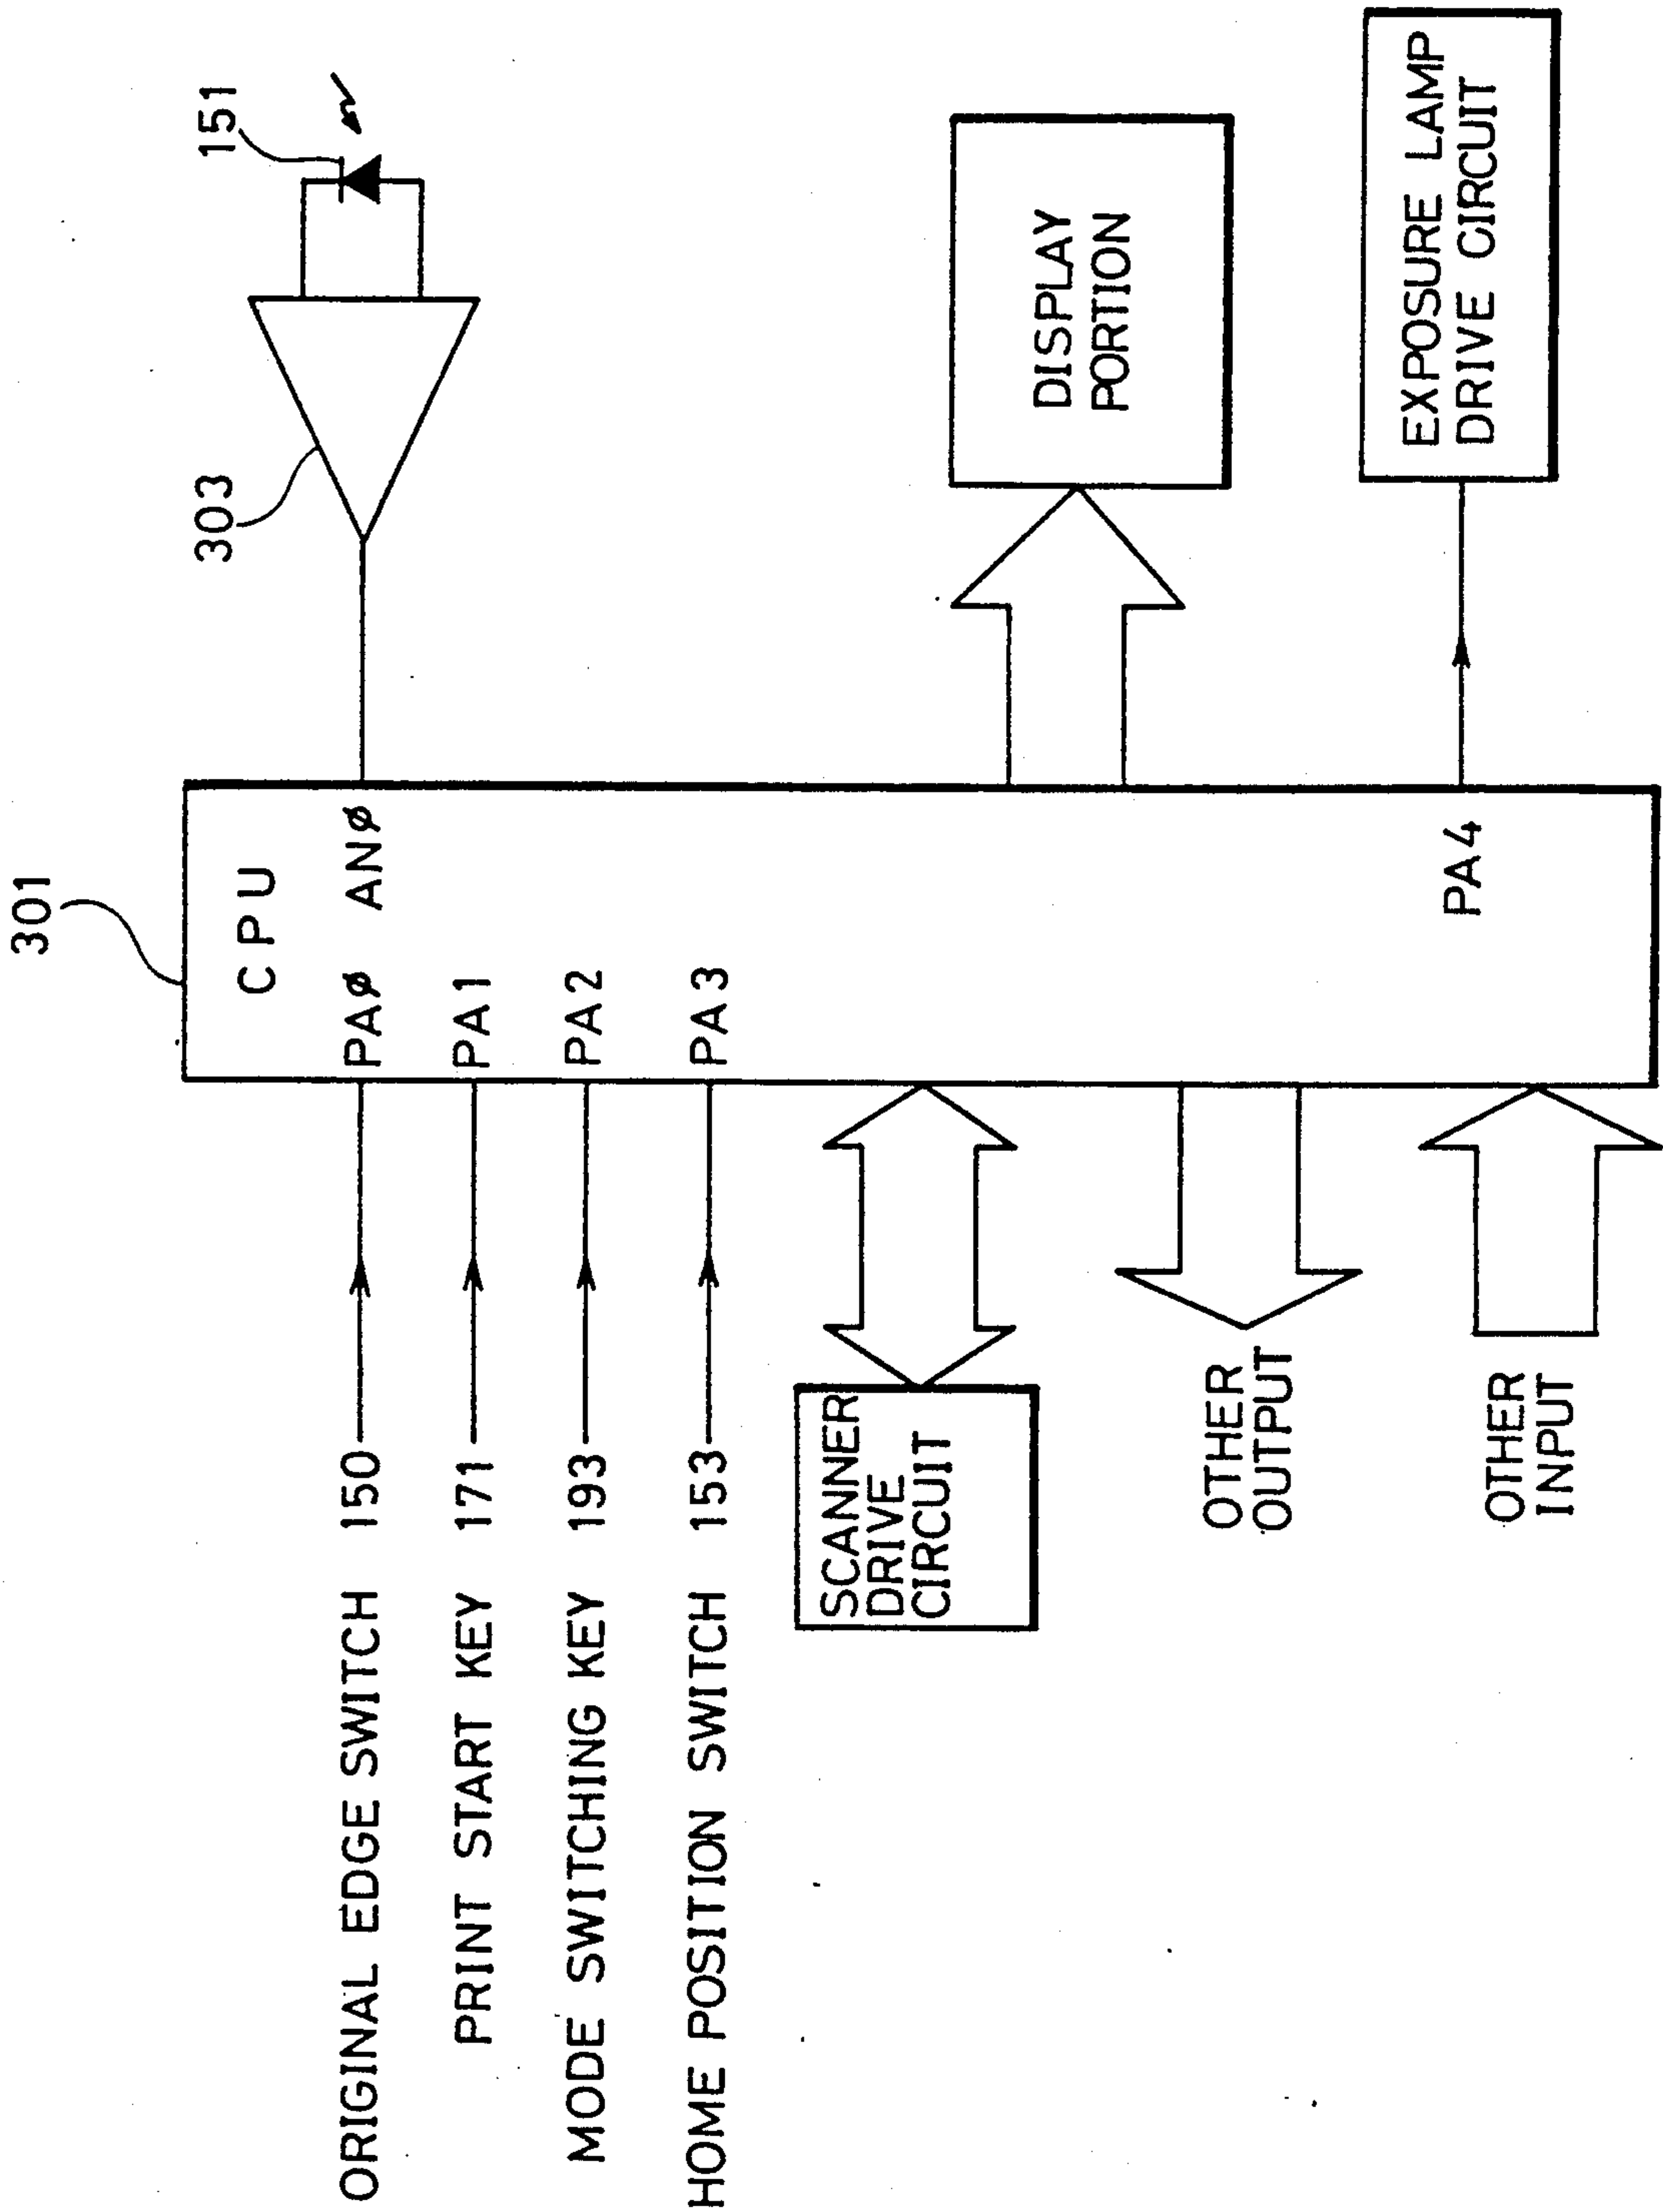 301
CPU
PAØ ANØ
PA1
PA2
PA3
PA4
ORIGINAL EDGE SWITCH 150
PRINT START KEY 171
MODE SWITCHING KEY 193
HOME POSITION SWITCH 153
SCANNER
DRIVE
CIRCUIT
OTHER
OUTPUT
OTHER
INPUT
303
151
DISPLAY
PORTION
EXPOSURE LAMP
DRIVE CIRCUIT